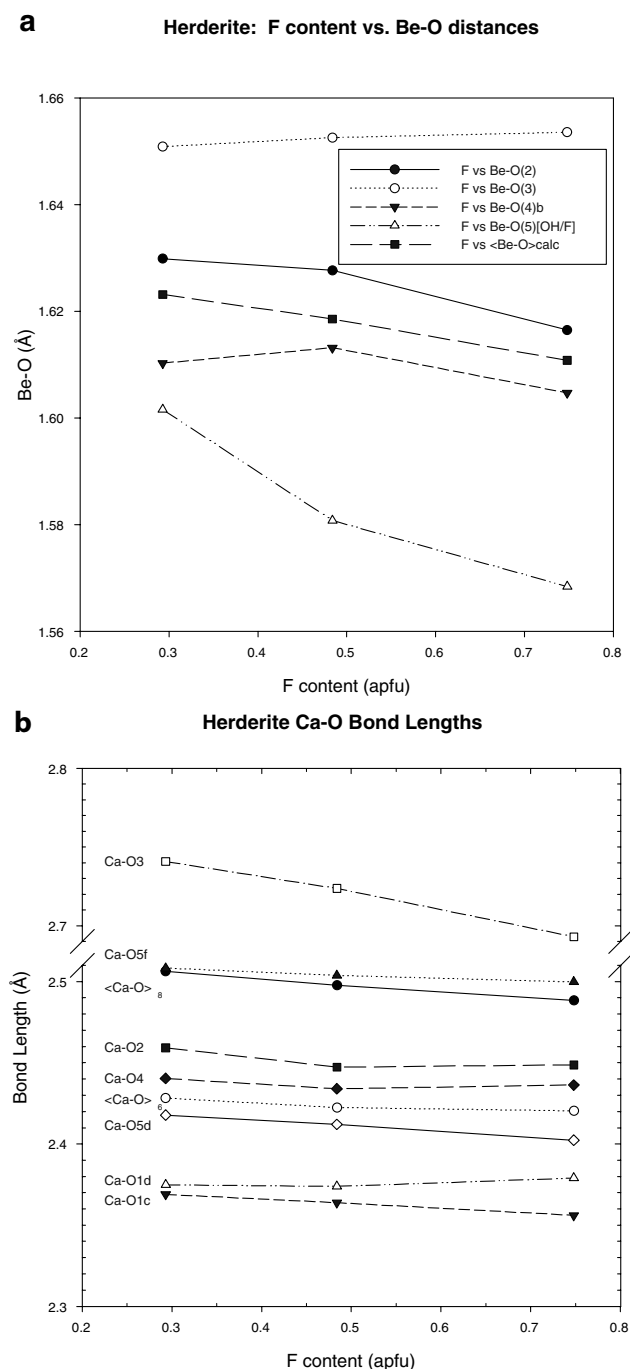 a
Herderite: F content vs. Be-O distances
1.66
1.64
1.62
1.60
1.58
1.56
Be-O (Å)
F vs Be-O(2)
F vs Be-O(3)
F vs Be-O(4)b
F vs Be-O(5)[OH/F]
F vs <Be-O>calc
0.2 0.3 0.4 0.5 0.6 0.7 0.8
F content (apfu)
b
Herderite Ca-O Bond Lengths
2.8
2.7
2.5
2.4
2.3
Bond Length (Å)
Ca-O3
Ca-O5f
<Ca-O>8
Ca-O2
Ca-O4
<Ca-O>6
Ca-O5d
Ca-O1d
Ca-O1c
0.2 0.3 0.4 0.5 0.6 0.7 0.8
F content (apfu)